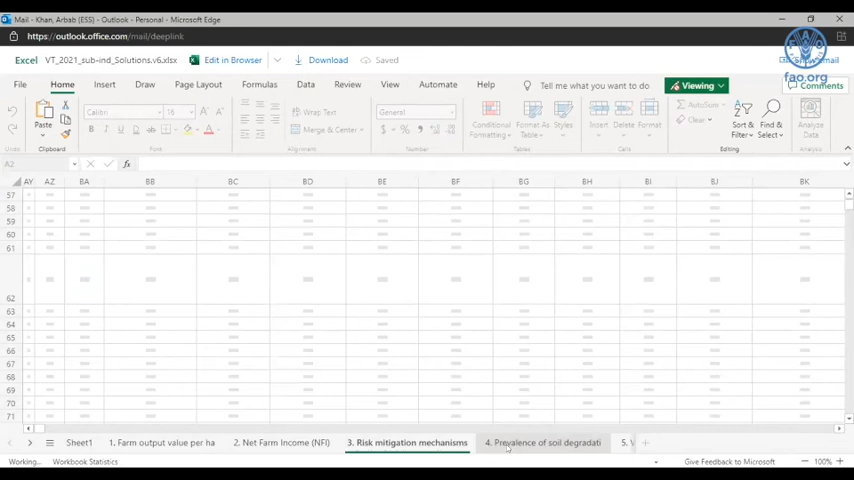 Mail - Khan, Arbab (ESS) - Outlook - Personal - Microsoft Edge
https://outlook.office.com/mail/deeplink
Excel VT_2021_sub-ind_Solutions.v6.xlsx Edit in Browser Download Saved Show email
fao.org
File Home Insert Draw Page Layout Formulas Data Review View Automate Help Tell me what you want to do Viewing Comments
Calibri 16 Wrap Text General AutoSum
Paste B I U D ab A Merge & Center $ % Conditional Formatting Format As Table Styles Insert Delete Format Clear Sort & Filter Find & Select Analyze Data
Clipboard Font Alignment Number Tables Cells Editing Analysis
A2 fx
AY AZ BA BB BC BD BE BF BG BH BI BJ BK
57
58
59
60
61
62
63
64
65
66
67
68
69
70
71
Sheet1 1. Farm output value per ha 2. Net Farm Income (NFI) 3. Risk mitigation mechanisms 4. Prevalence of soil degradati 5. V
Working... Workbook Statistics Give Feedback to Microsoft 100%